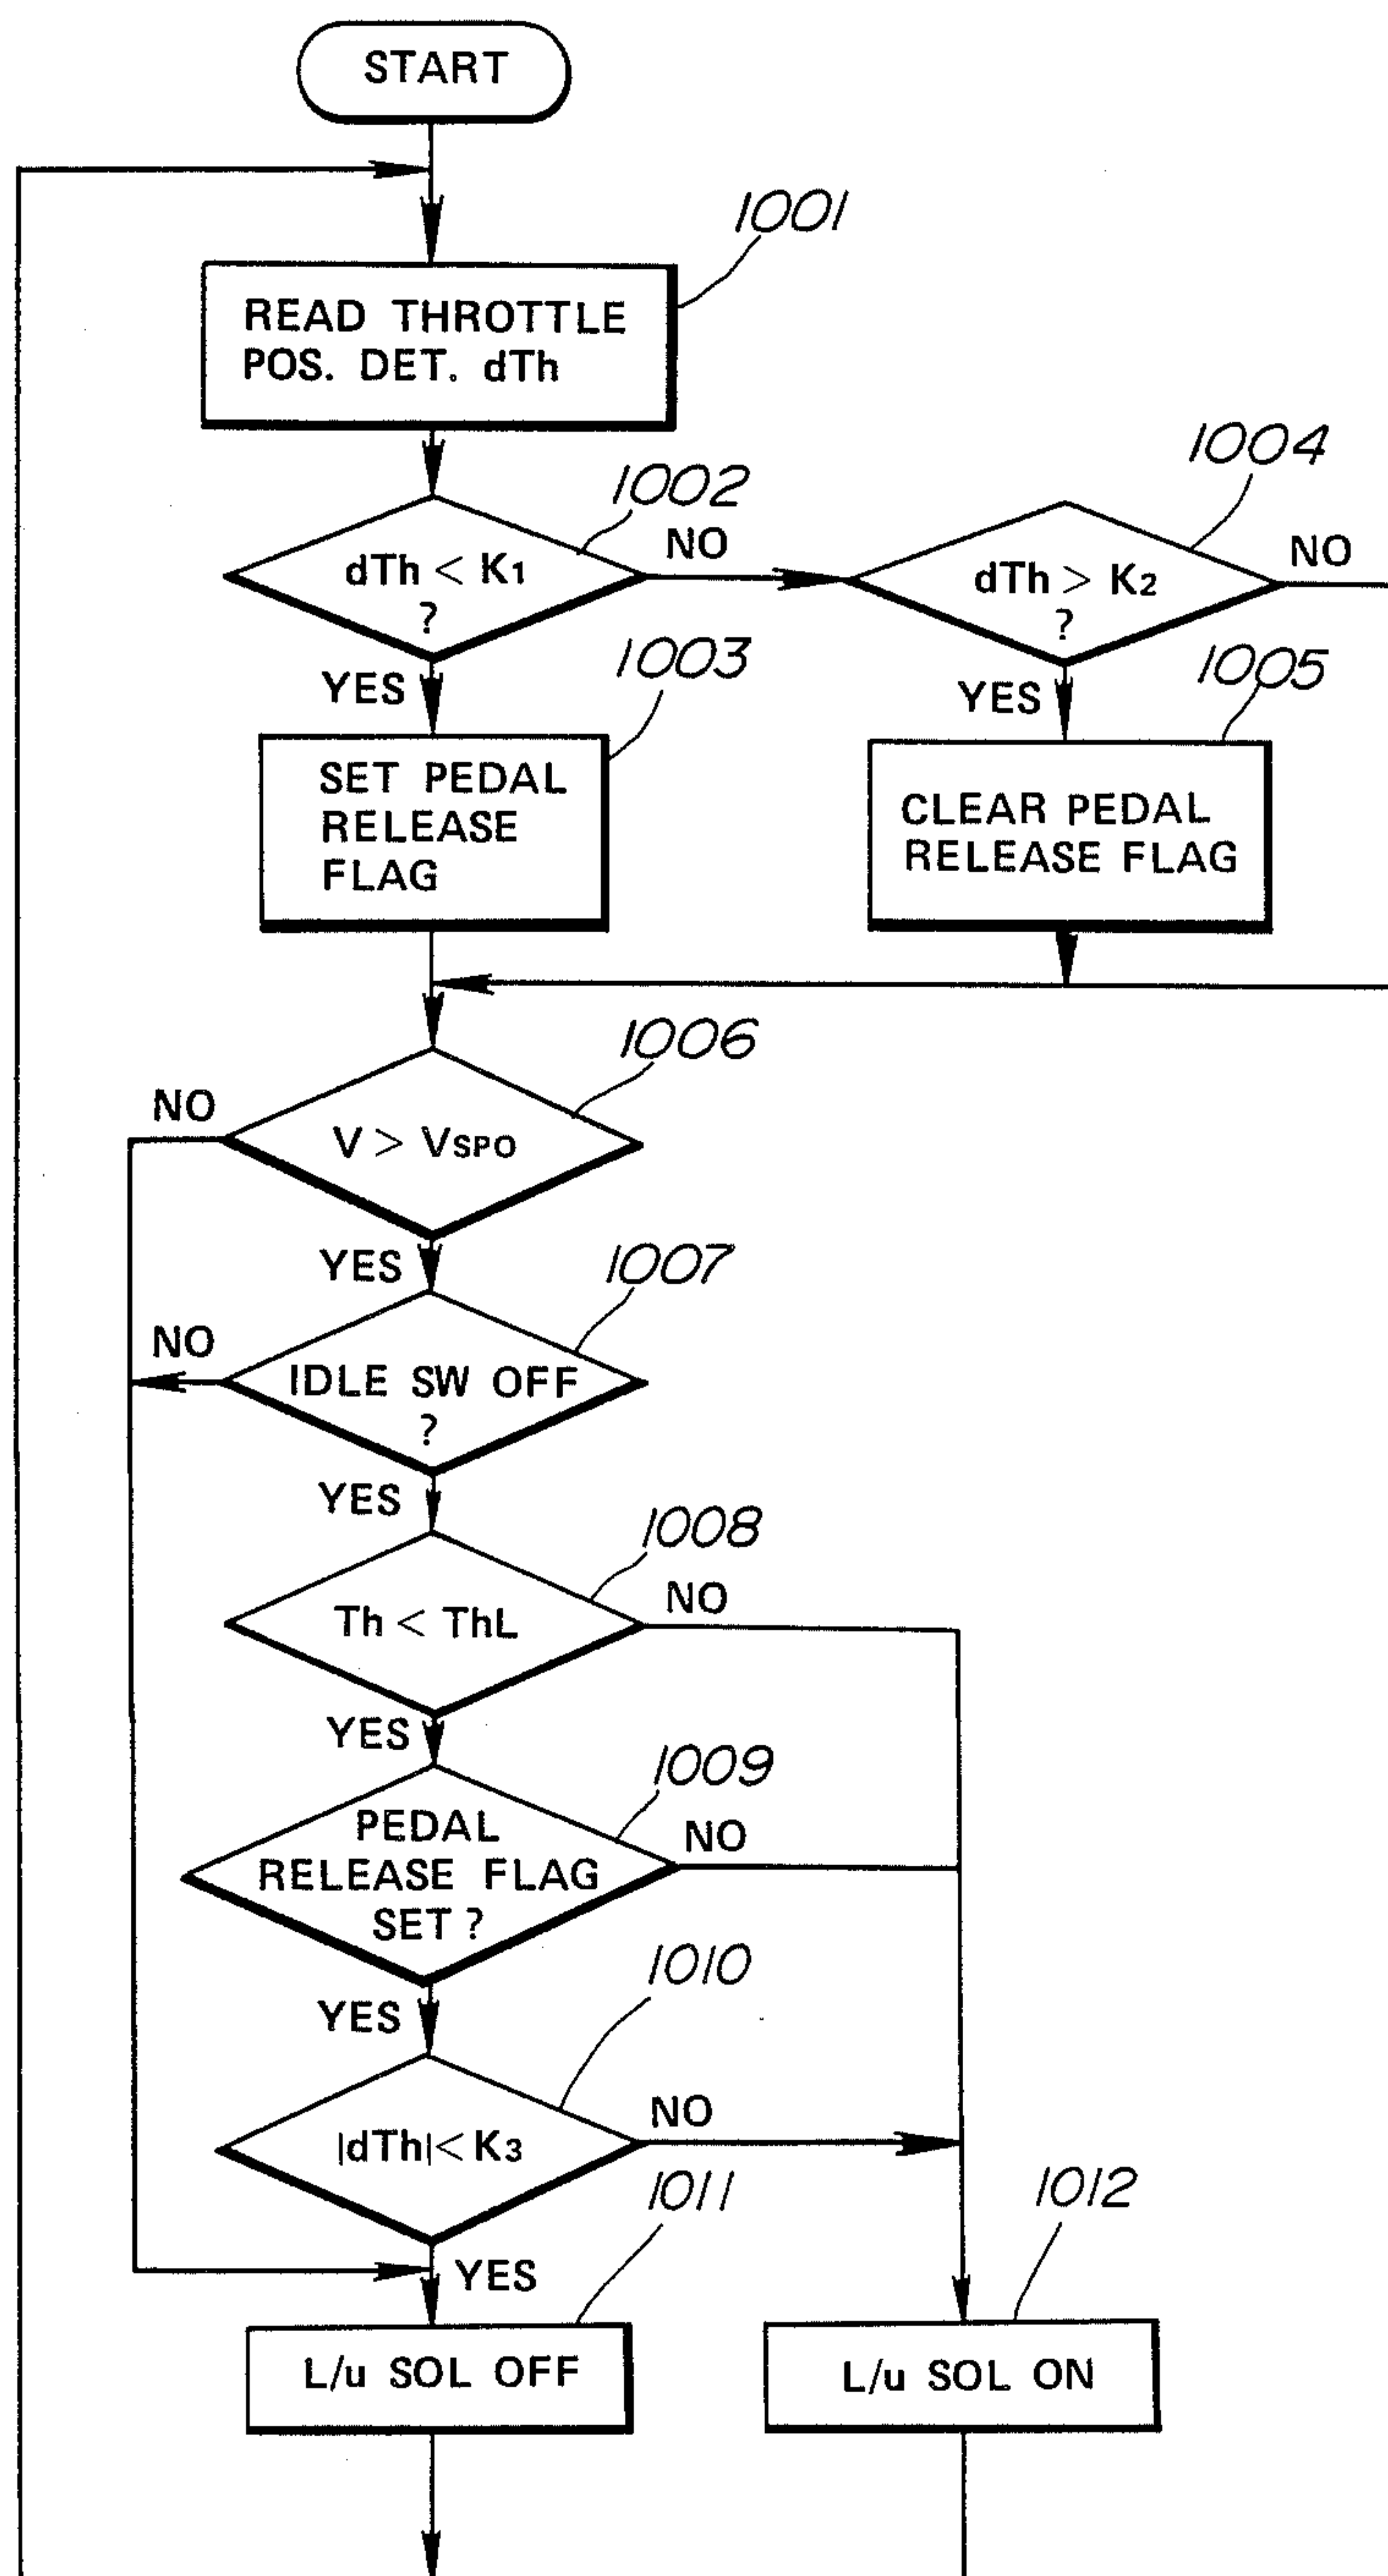 START
1001
READ THROTTLE
POS. DET. dTh
1002
dTh < K1
?
NO
1004
dTh > K2
?
NO
YES
1003
SET PEDAL
RELEASE
FLAG
YES
1005
CLEAR PEDAL
RELEASE FLAG
1006
V > VSPO
NO
YES
1007
IDLE SW OFF
?
NO
YES
1008
Th < ThL
NO
YES
1009
PEDAL
RELEASE FLAG
SET ?
NO
YES
1010
|dTh| < K3
NO
YES
1011
L/u SOL OFF
1012
L/u SOL ON